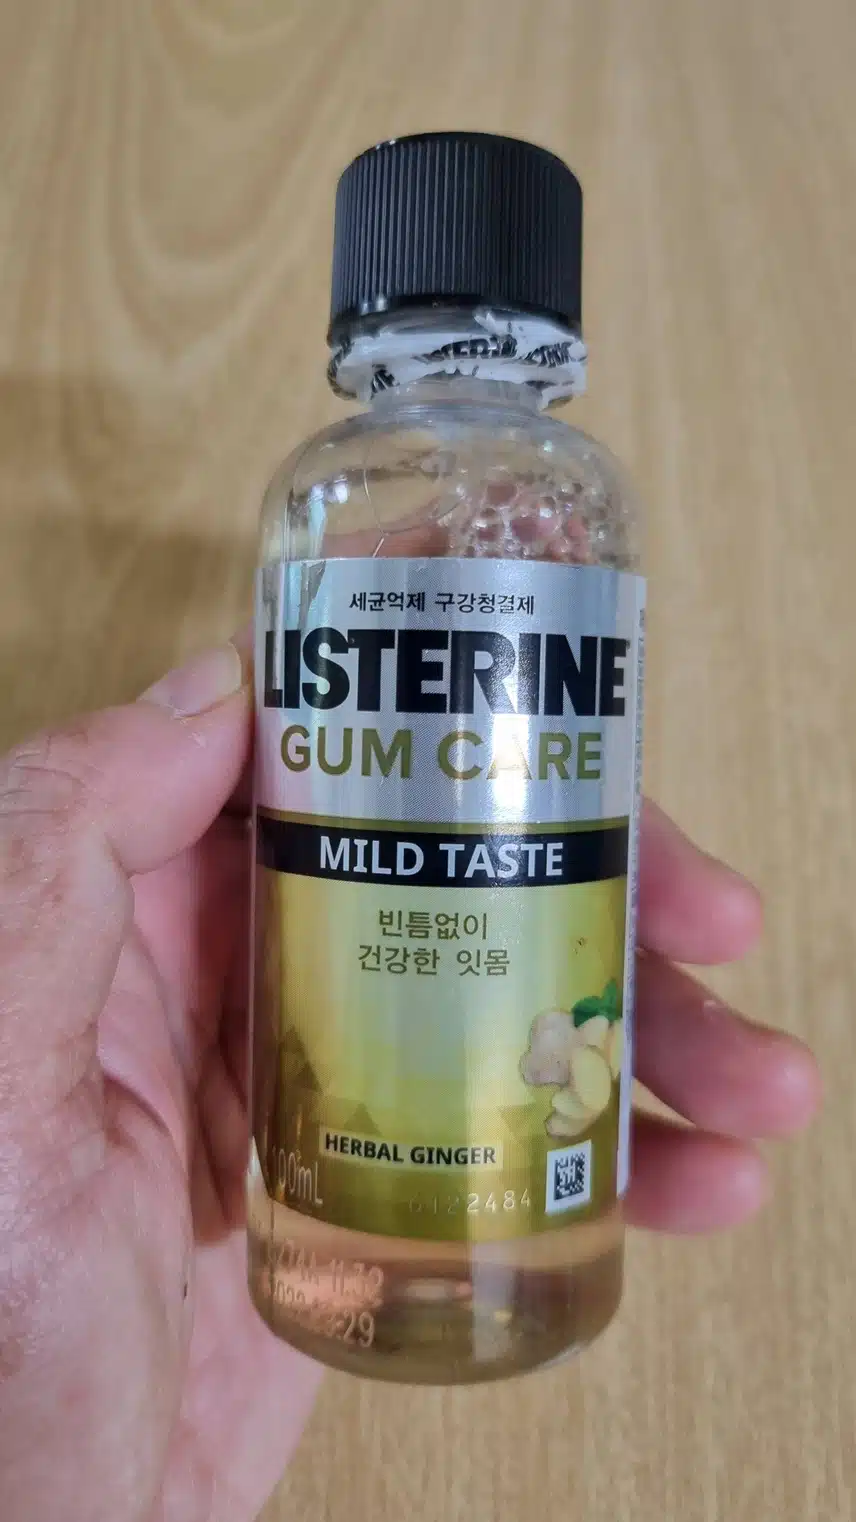 세균억제 구강청결제
LISTERINE
GUM CARE
MILD TASTE
빈틈없이
건강한 잇몸
HERBAL GINGER
100mL
6122484